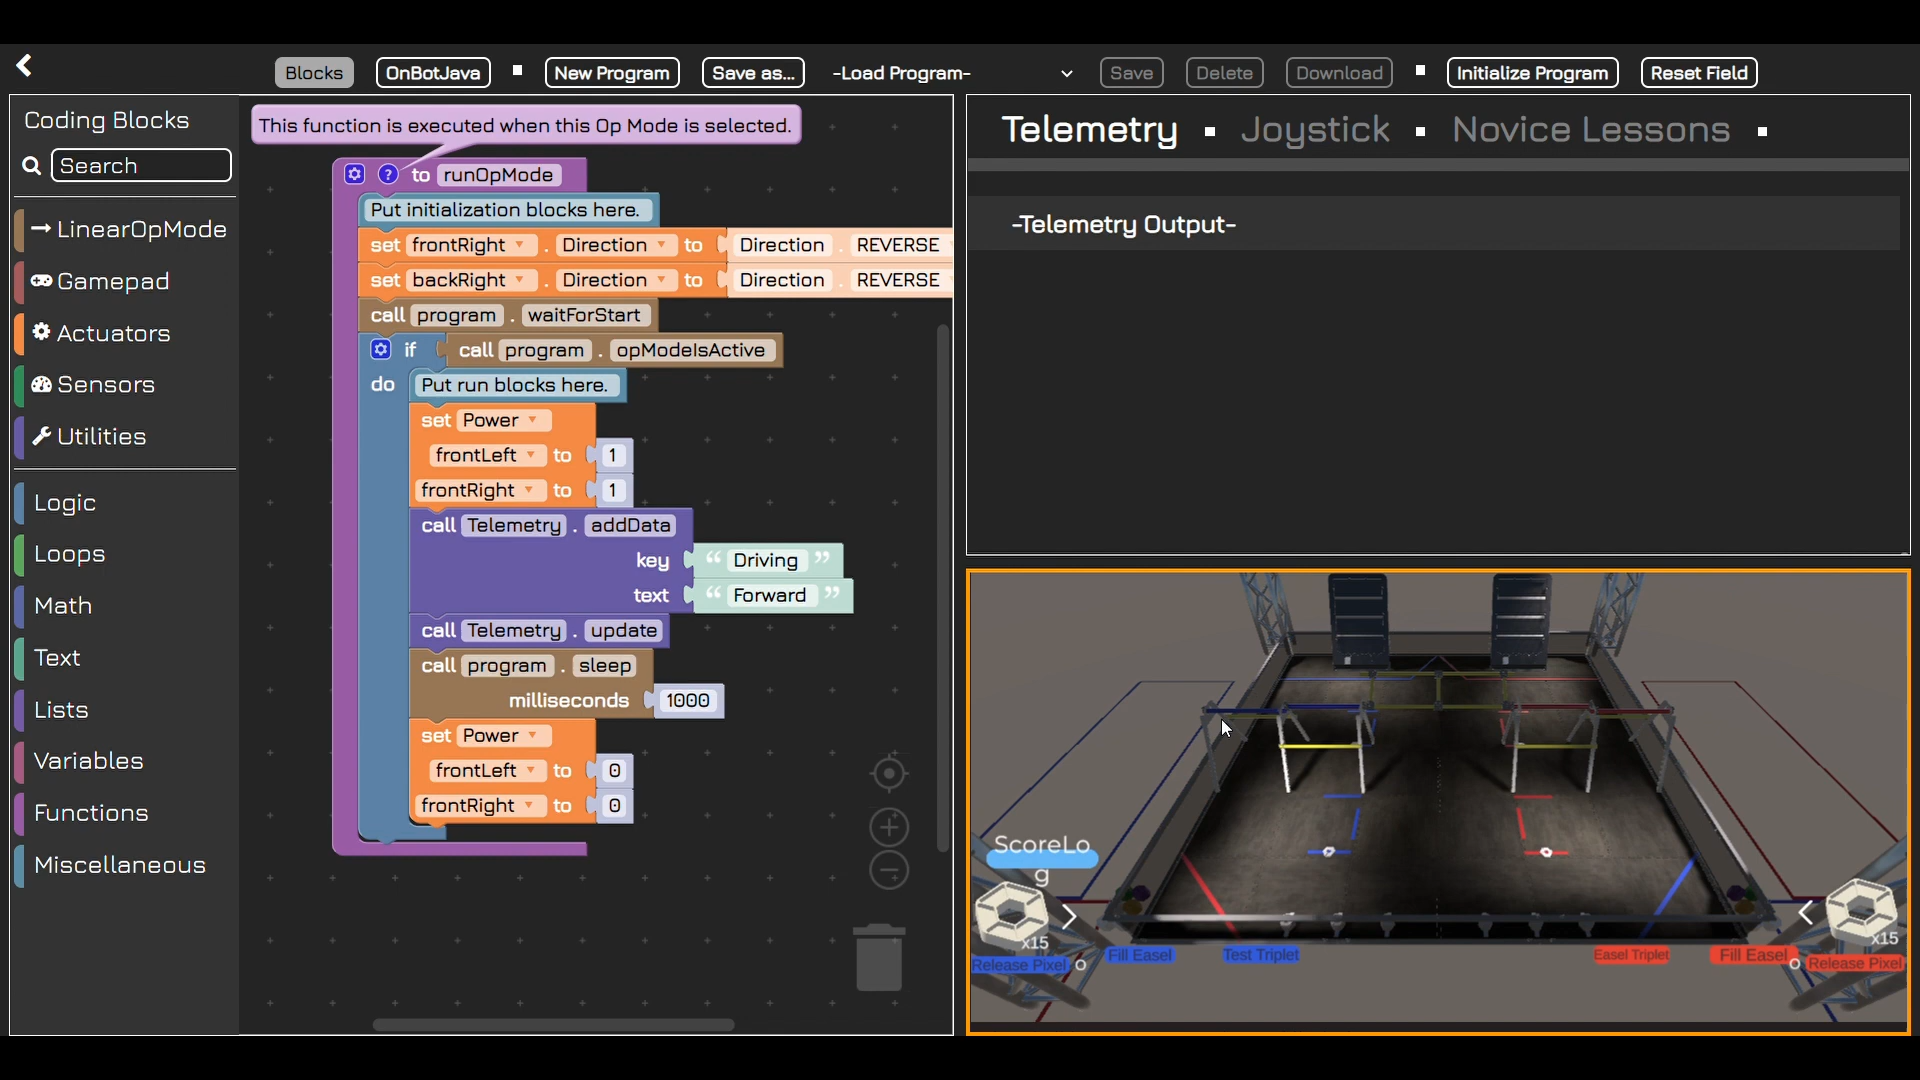 Blocks OnBotJava New Program Save as... -Load Program- Save Delete Download Initialize Program Reset Field
Coding Blocks
Search
LinearOpMode
Gamepad
Actuators
Sensors
Utilities
Logic
Loops
Math
Text
Lists
Variables
Functions
Miscellaneous
This function is executed when this Op Mode is selected.
? to runOpMode
Put initialization blocks here.
set frontRight . Direction to Direction . REVERSE
set backRight . Direction to Direction . REVERSE
call program . waitForStart
if call program . opModeIsActive
do Put run blocks here.
set Power
frontLeft to 1
frontRight to 1
call Telemetry . addData
key “ Driving ”
text “ Forward ”
call Telemetry . update
call program . sleep
milliseconds 1000
set Power
frontLeft to 0
frontRight to 0
Telemetry Joystick Novice Lessons
-Telemetry Output-
ScoreLo
g
x15 x15
Release Pixel Fill Easel Test Triplet Easel Triplet Fill Easel Release Pixel